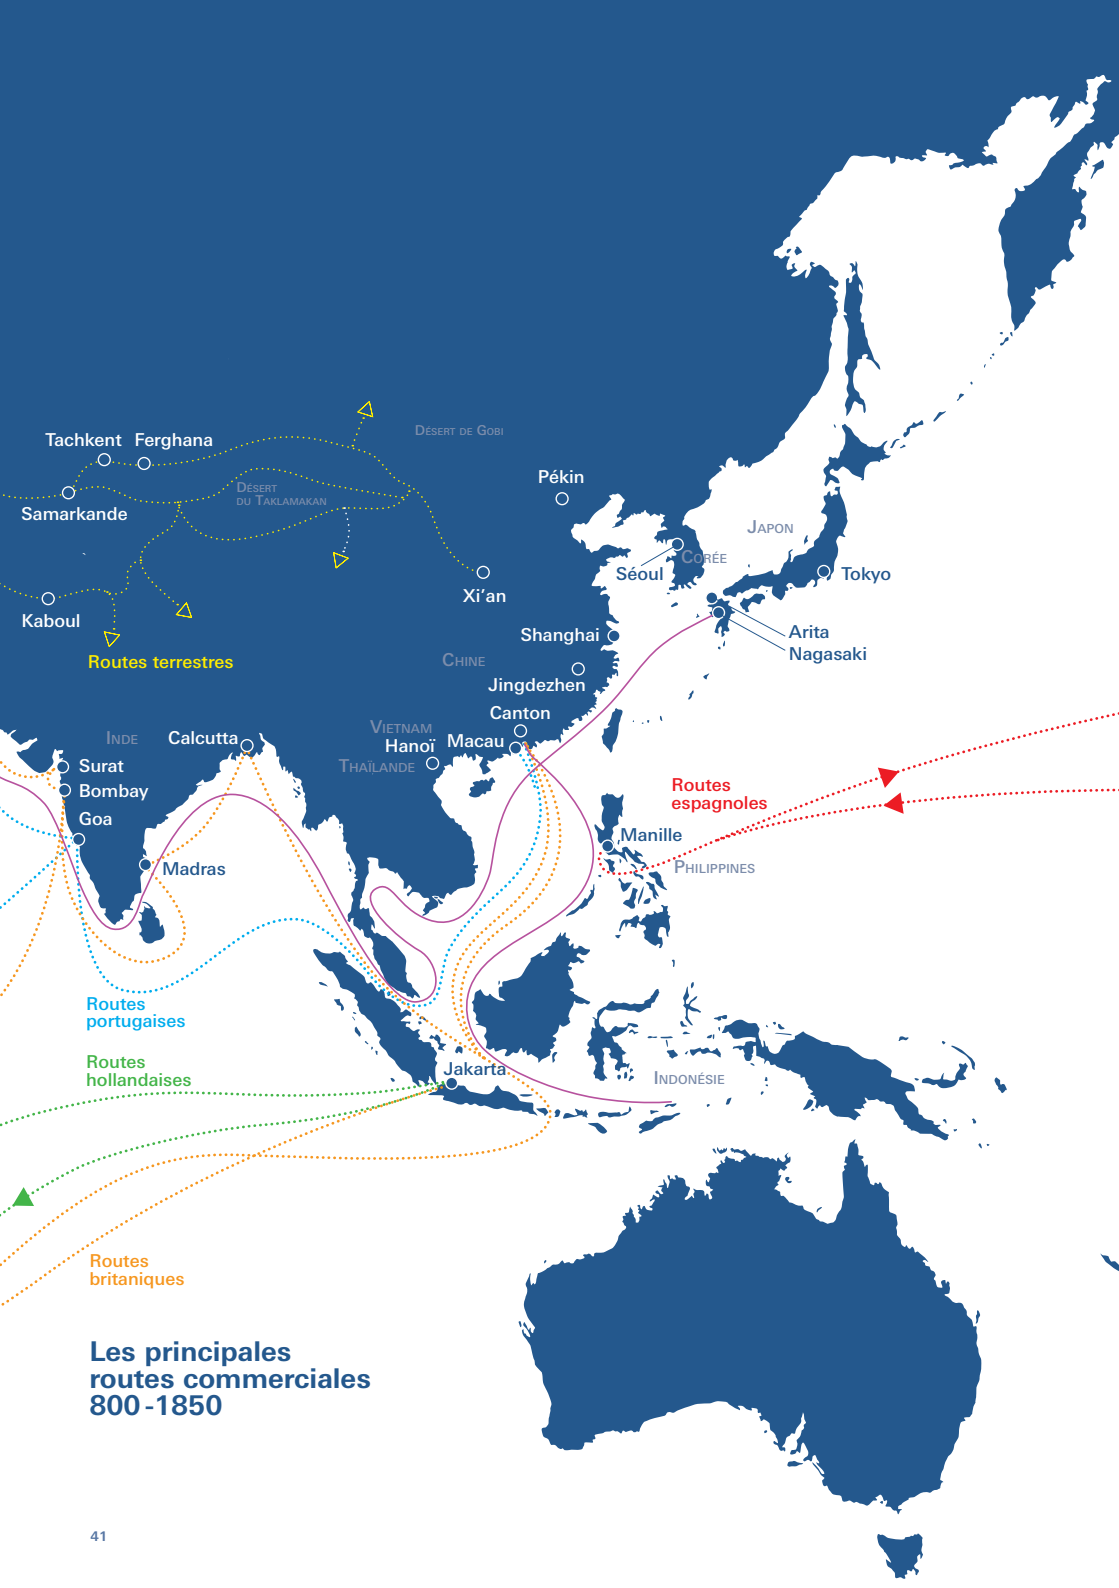 Désert de Gobi
Tachkent
Ferghana
Pékin
Désert
du Taklamakan
Samarkande
Japon
Corée
Séoul
Tokyo
Xi’an
Kaboul
Arita
Shanghai
Nagasaki
Routes terrestres
Chine
Jingdezhen
Canton
Vietnam
Inde
Calcutta
Hanoï
Macau
Surat
Thaïlande
Bombay
Routes
espagnoles
Goa
Manille
Madras
Philippines
Routes
portugaises
Routes
hollandaises
Jakarta
Indonésie
Routes
britaniques
Les principales
routes commerciales
800-1850
41